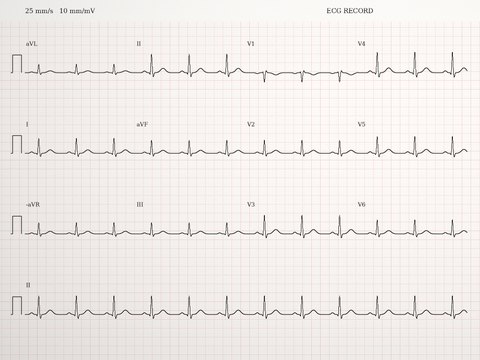 25 mm/s 10 mm/mV ECG RECORD
aVL II V1 V4
I aVF V2 V5
-aVR III V3 V6
II